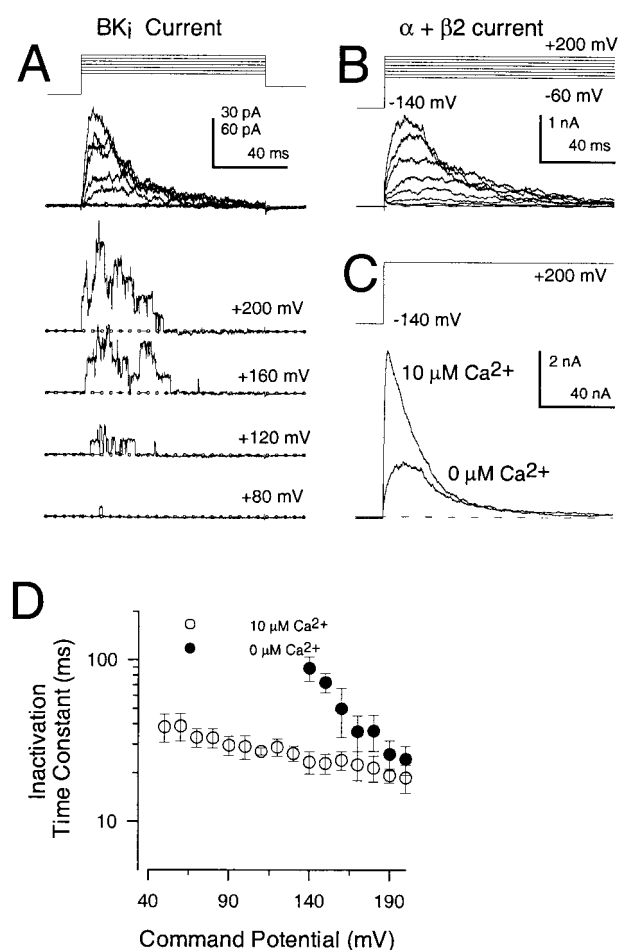 BKi Current
α + β2 current
A
B
+200 mV
-140 mV
-60 mV
30 pA
60 pA
40 ms
1 nA
40 ms
C
+200 mV
-140 mV
+200 mV
+160 mV
+120 mV
+80 mV
10 μM Ca2+
2 nA
40 nA
0 μM Ca2+
D
10 μM Ca2+
0 μM Ca2+
Inactivation
Time Constant (ms)
100
10
40
90
140
190
Command Potential (mV)